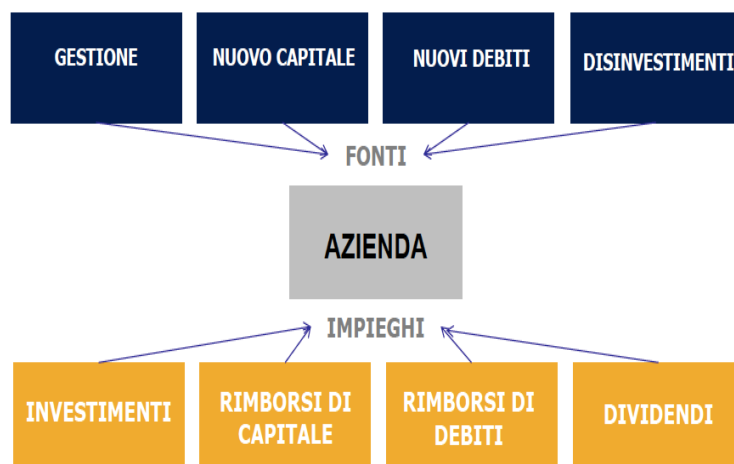 GESTIONE
NUOVO CAPITALE
NUOVI DEBITI
DISINVESTIMENTI
FONTI
AZIENDA
IMPIEGHI
INVESTIMENTI
RIMBORSI DI
CAPITALE
RIMBORSI DI
DEBITI
DIVIDENDI